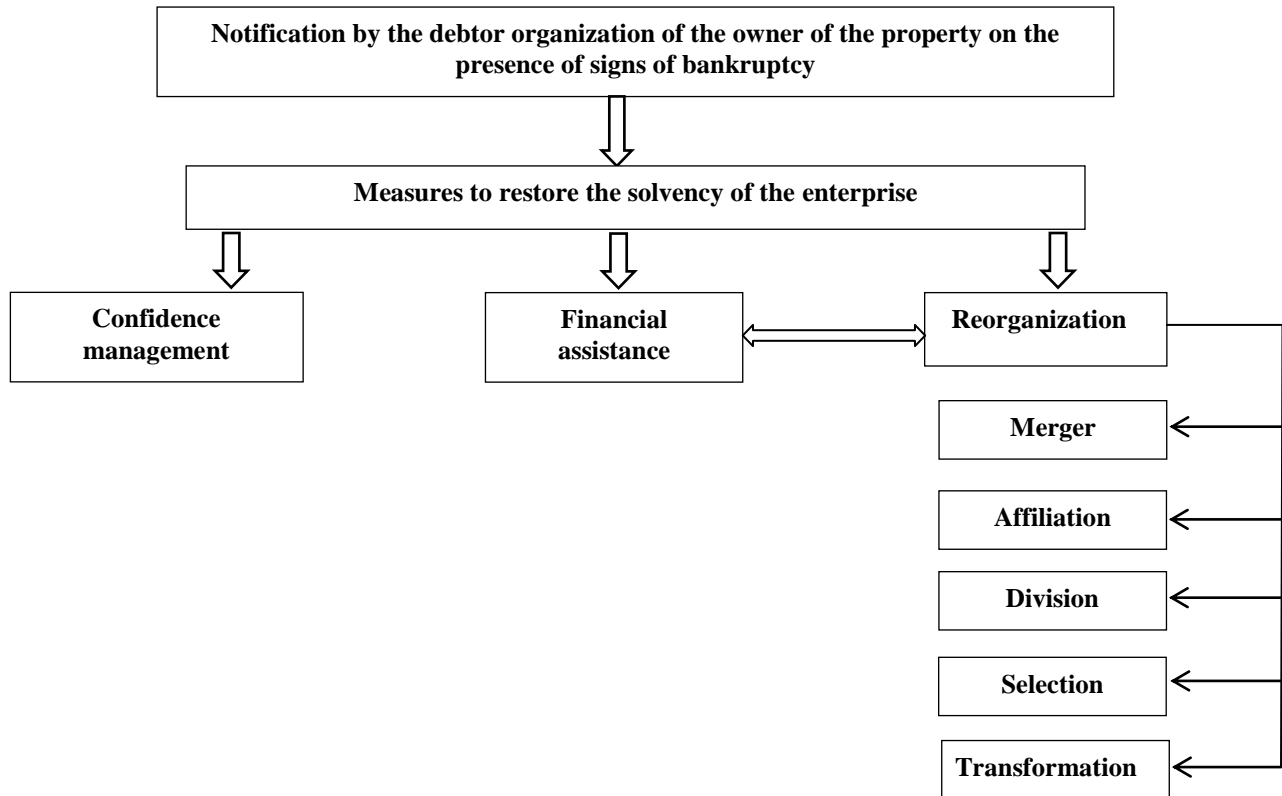 Notification by the debtor organization of the owner of the property on the
presence of signs of bankruptcy
Measures to restore the solvency of the enterprise
Confidence
management
Financial
assistance
Reorganization
Merger
Affiliation
Division
Selection
Transformation